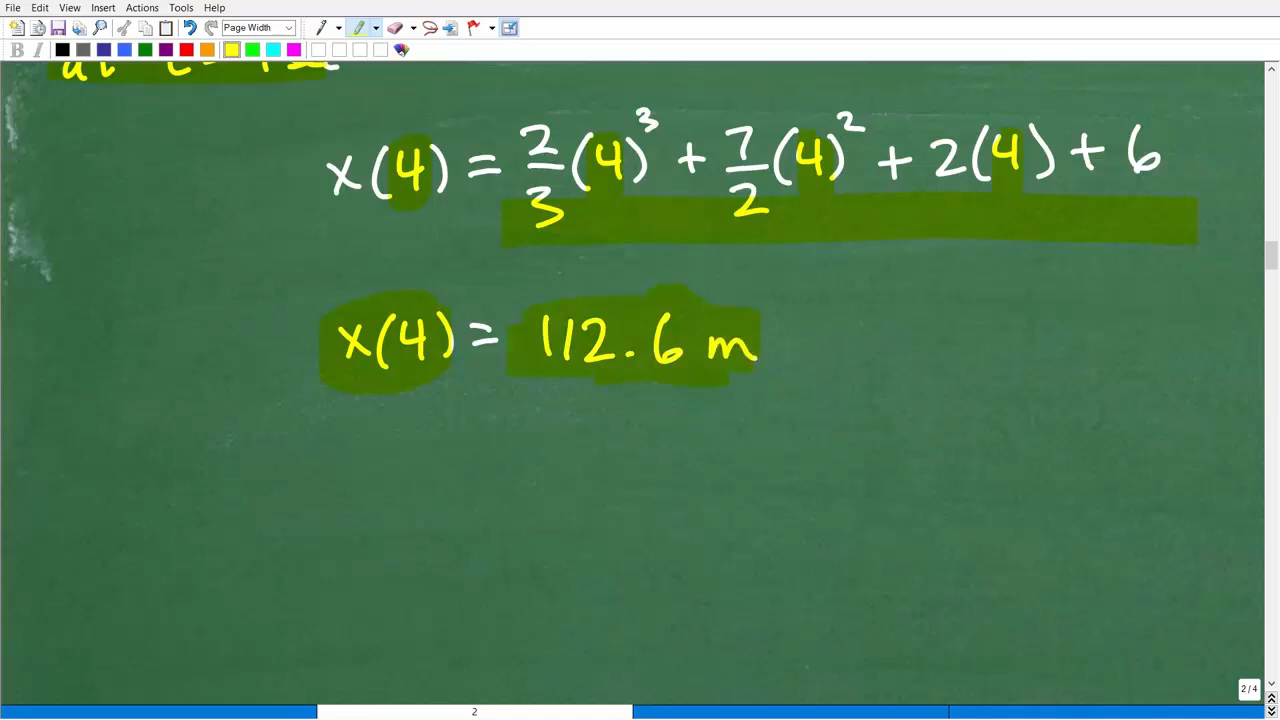 File Edit View Insert Actions Tools Help
Page Width
B I
x(4) = 2/3 (4)³ + 7/2 (4)² + 2(4) + 6
x(4) = 112.6 m
2 / 4
2